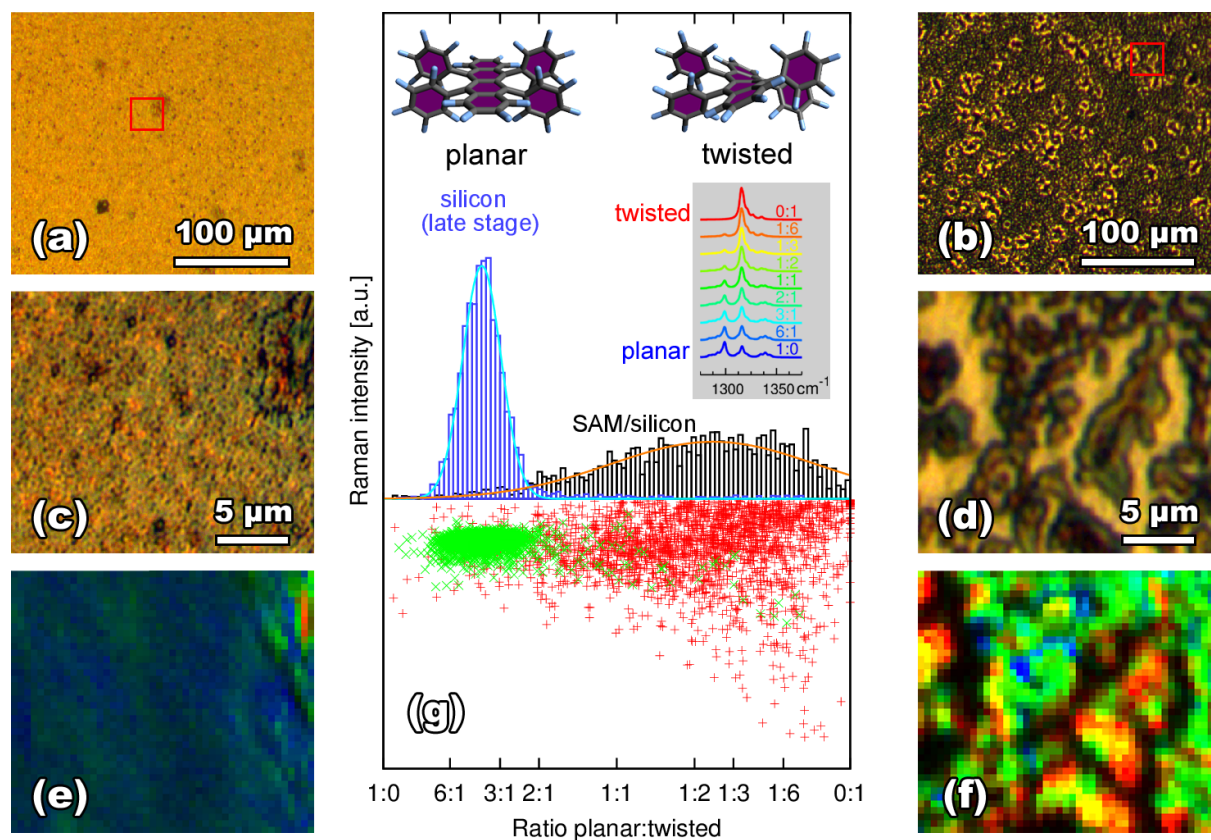 (a)
100 µm
(b)
100 µm
(c)
5 µm
(d)
5 µm
(e)
(f)
planar
twisted
silicon
(late stage)
twisted
0:1
1:6
1:3
1:2
1:1
2:1
3:1
6:1
planar
1:0
1300
1350
cm⁻¹
SAM/silicon
Raman intensity [a.u.]
(g)
1:0 6:1 3:1 2:1 1:1 1:2 1:3 1:6 0:1
Ratio planar:twisted